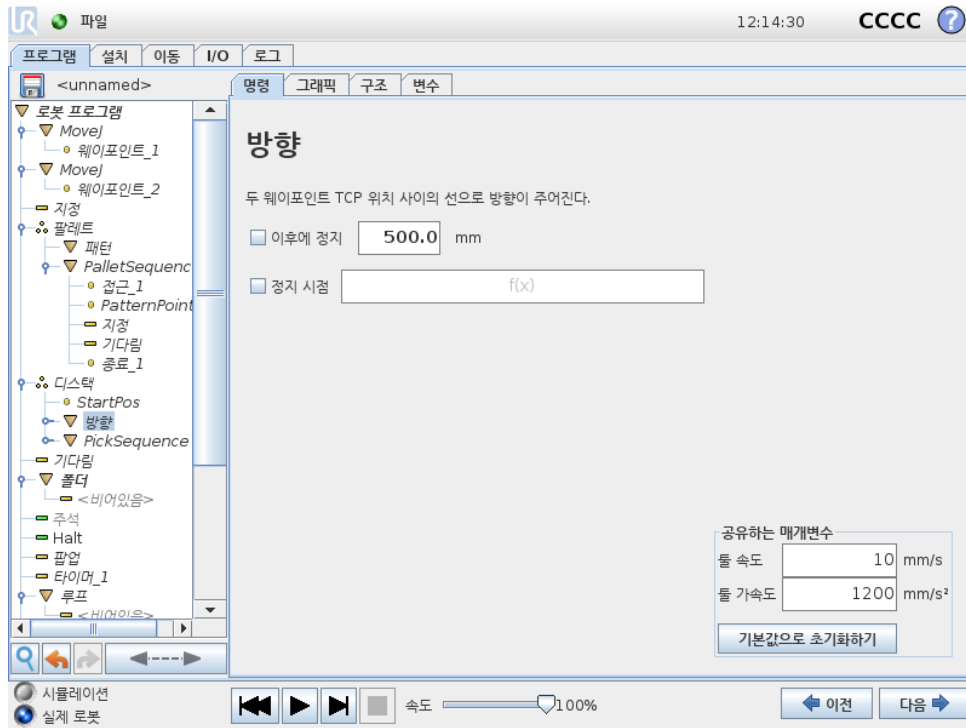 UR 파일 12:14:30 CCCC ?
프로그램 설치 이동 I/O 로그
<unnamed> 명령 그래픽 구조 변수
로봇 프로그램
MoveJ
웨이포인트_1
MoveJ
웨이포인트_2
지정
팔레트
패턴
PalletSequenc
접근_1
PatternPoint
지정
기다림
종료_1
디스택
StartPos
방향
PickSequence
기다림
폴더
<비어있음>
주석
Halt
팝업
타이머_1
루프
<비어있음>
방향
두 웨이포인트 TCP 위치 사이의 선으로 방향이 주어진다.
이후에 정지 500.0 mm
정지 시점 f(x)
공유하는 매개변수
툴 속도 10 mm/s
툴 가속도 1200 mm/s²
기본값으로 초기화하기
시뮬레이션
실제 로봇
속도 100%
이전 다음